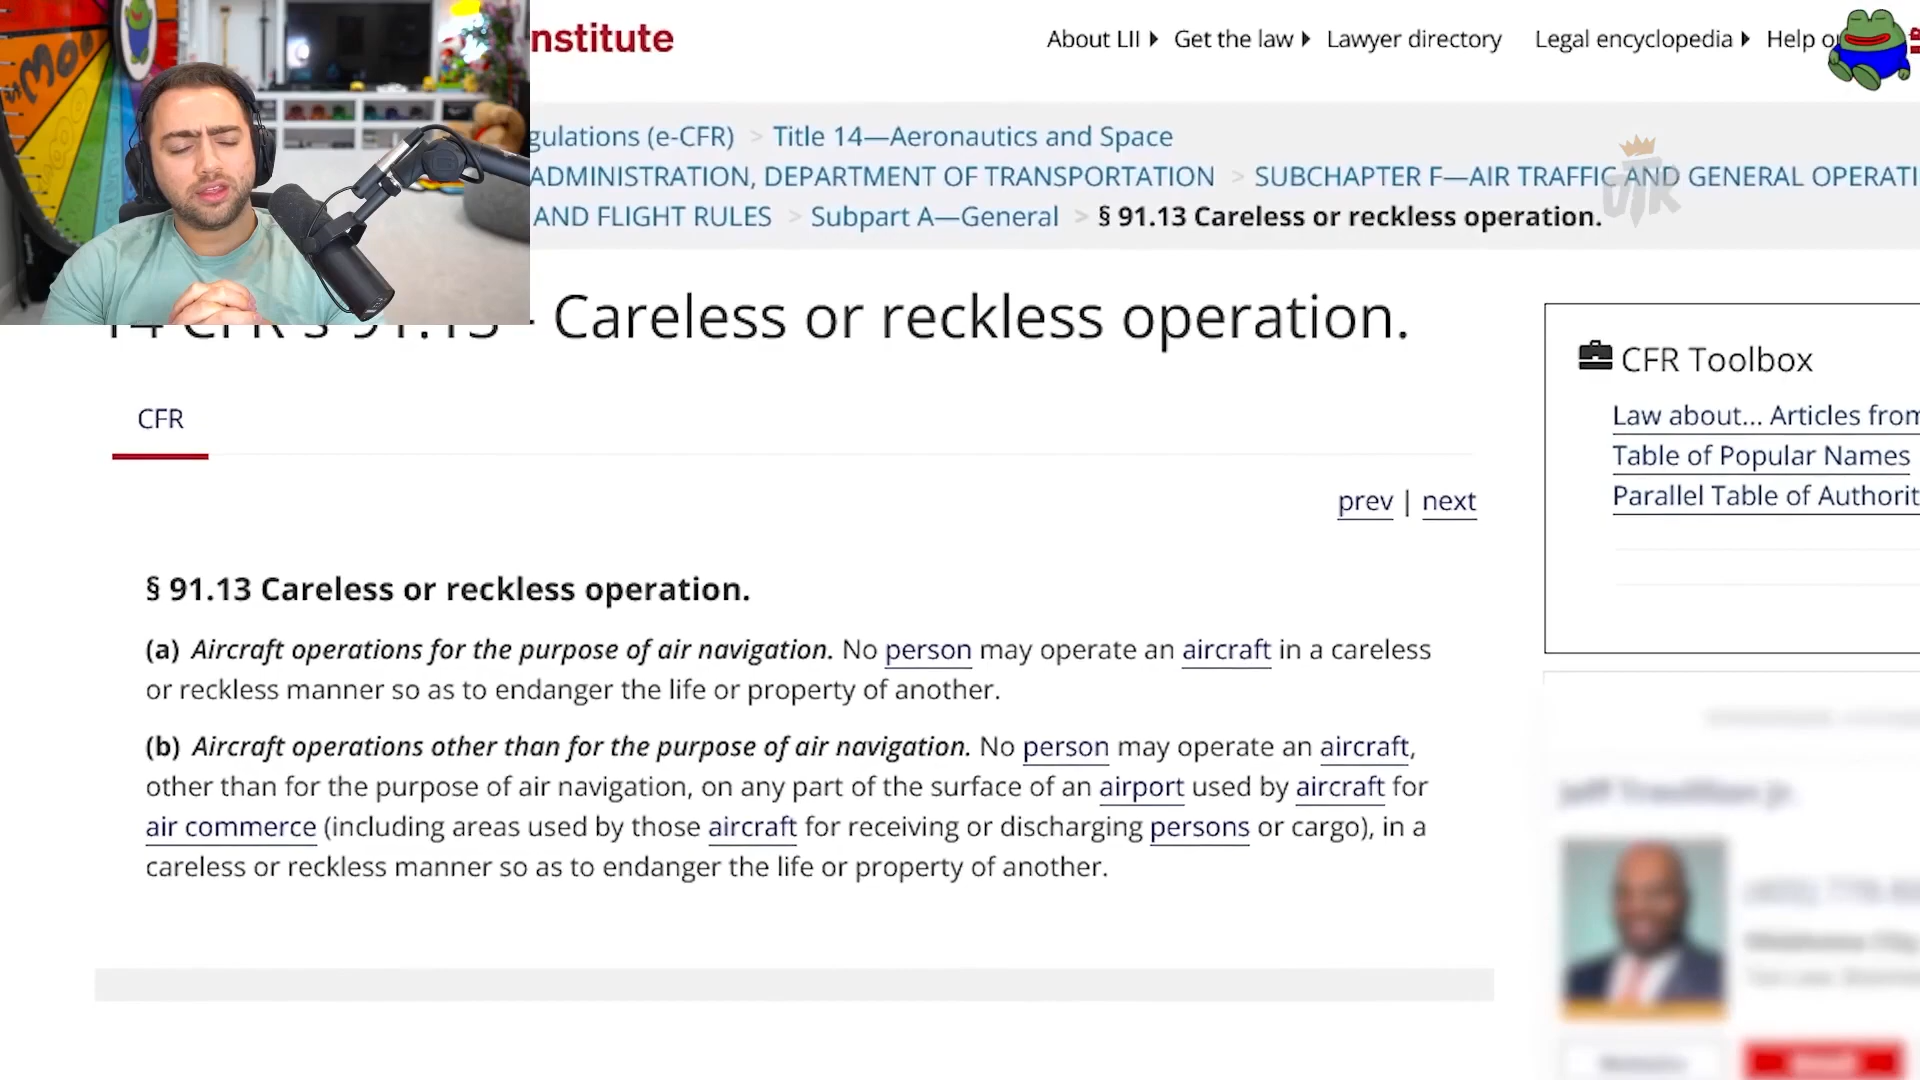 nstitute
About LII Get the law Lawyer directory Legal encyclopedia Help
gulations (e-CFR) > Title 14—Aeronautics and Space
ADMINISTRATION, DEPARTMENT OF TRANSPORTATION > SUBCHAPTER F—AIR TRAFFIC AND GENERAL OPERATI
AND FLIGHT RULES > Subpart A—General > § 91.13 Careless or reckless operation.
14 CFR § 91.13 - Careless or reckless operation.
CFR
prev | next
§ 91.13 Careless or reckless operation.
(a) Aircraft operations for the purpose of air navigation. No person may operate an aircraft in a careless
or reckless manner so as to endanger the life or property of another.
(b) Aircraft operations other than for the purpose of air navigation. No person may operate an aircraft,
other than for the purpose of air navigation, on any part of the surface of an airport used by aircraft for
air commerce (including areas used by those aircraft for receiving or discharging persons or cargo), in a
careless or reckless manner so as to endanger the life or property of another.
CFR Toolbox
Law about... Articles from
Table of Popular Names
Parallel Table of Authorit